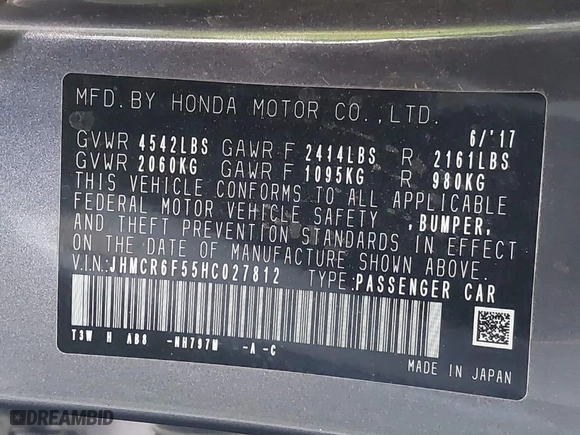 MFD.BY HONDA MOTOR CO.,LTD.
6/'17
GVWR 4542LBS GAWR F 2414LBS R 2161LBS
GVWR 2060KG GAWR F 1095KG R 980KG
THIS VEHICLE CONFORMS TO ALL APPLICABLE
FEDERAL MOTOR VEHICLE SAFETY ,BUMPER,
AND THEFT PREVENTION STANDARDS IN EFFECT
ON THE DATE OF MANUFACTURE SHOWN ABOVE.
V.I.N.:JHMCR6F55HC027812 TYPE:PASSENGER CAR
T3W H AB8 -NH797M -A -C
MADE IN JAPAN
DREAMBID